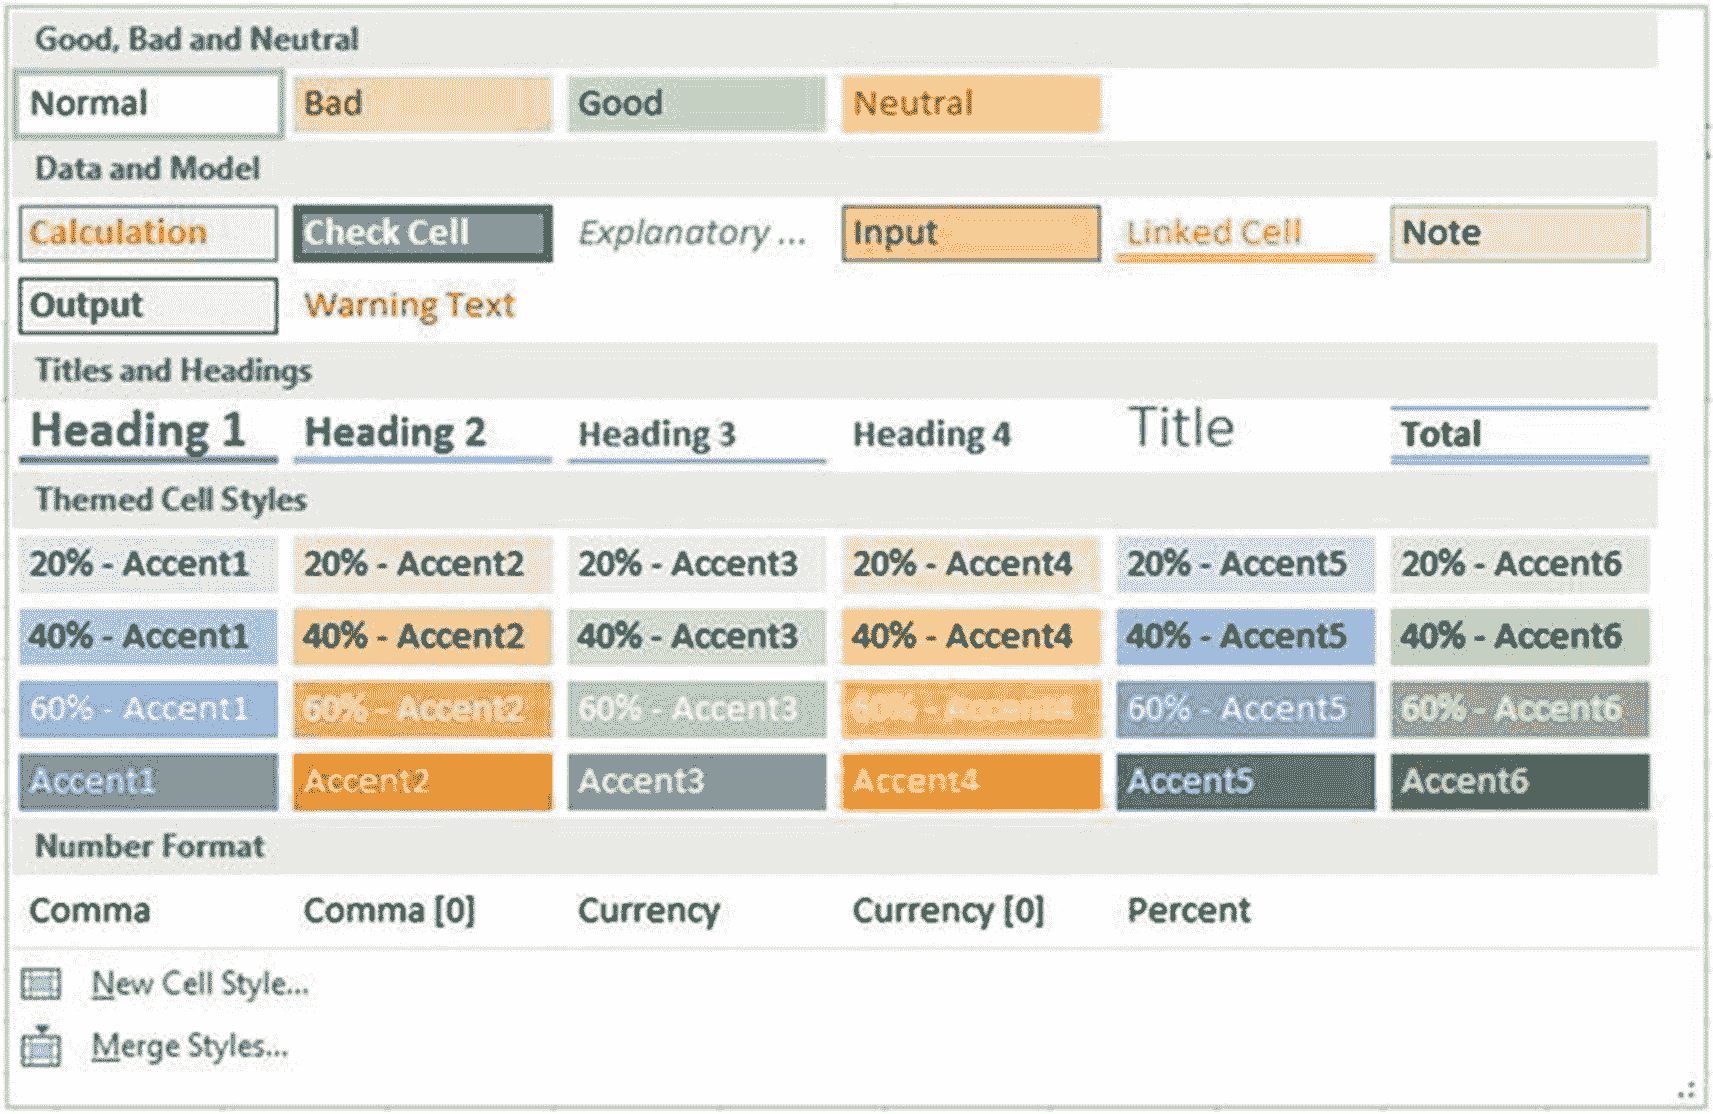 Good, Bad and Neutral
Normal Bad Good Neutral
Data and Model
Calculation Check Cell Explanatory ... Input Linked Cell Note
Output Warning Text
Titles and Headings
Heading 1 Heading 2 Heading 3 Heading 4 Title Total
Themed Cell Styles
20% - Accent1 20% - Accent2 20% - Accent3 20% - Accent4 20% - Accent5 20% - Accent6
40% - Accent1 40% - Accent2 40% - Accent3 40% - Accent4 40% - Accent5 40% - Accent6
60% - Accent1 60% - Accent2 60% - Accent3 60% - Accent4 60% - Accent5 60% - Accent6
Accent1 Accent2 Accent3 Accent4 Accent5 Accent6
Number Format
Comma Comma [0] Currency Currency [0] Percent
New Cell Style...
Merge Styles...